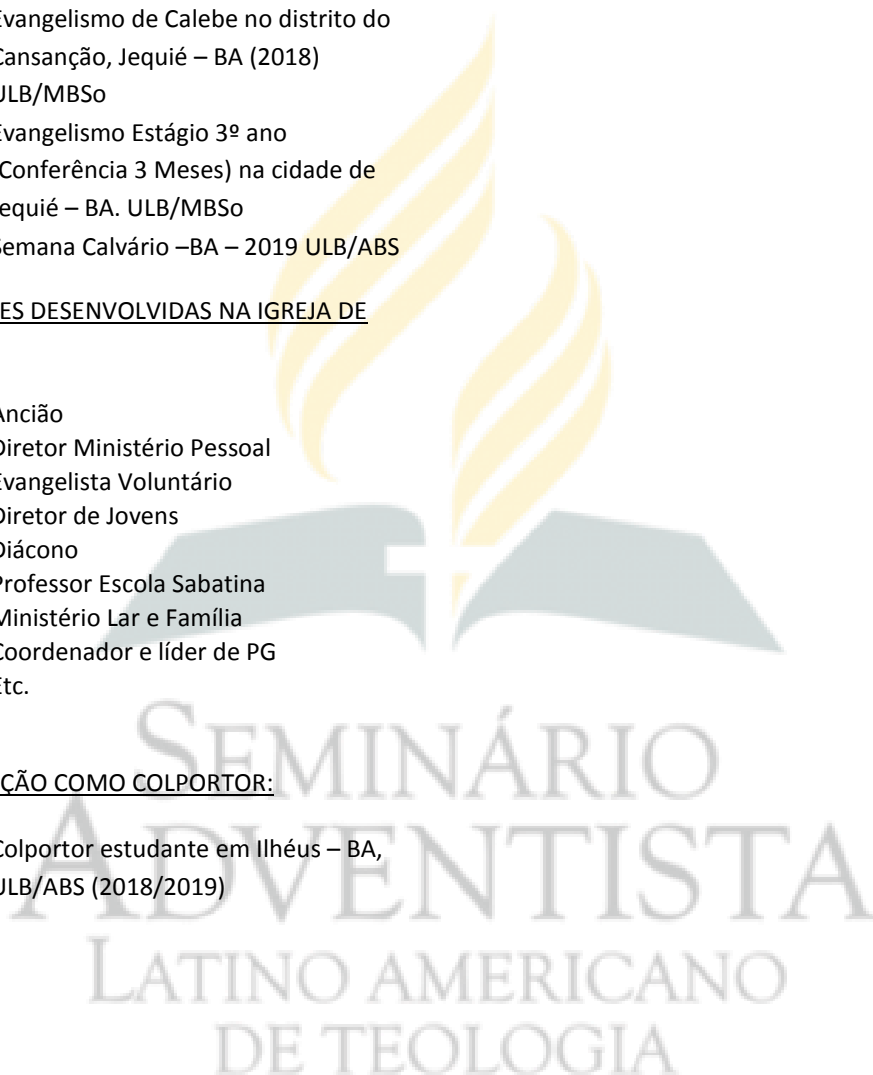 Evangelismo de Calebe no distrito do
Cansanção, Jequié – BA (2018)
ULB/MBSo
Evangelismo Estágio 3º ano
Conferência 3 Meses) na cidade de
equié – BA. ULB/MBSo
Semana Calvário –BA – 2019 ULB/ABS
ES DESENVOLVIDAS NA IGREJA DE
Ancião
Diretor Ministério Pessoal
Evangelista Voluntário
Diretor de Jovens
Diácono
Professor Escola Sabatina
Ministério Lar e Família
Coordenador e líder de PG
Etc.
ÇÃO COMO COLPORTOR:
Colportor estudante em Ilhéus – BA,
ULB/ABS (2018/2019)
SEMINÁRIO
ADVENTISTA
LATINO AMERICANO
DE TEOLOGIA